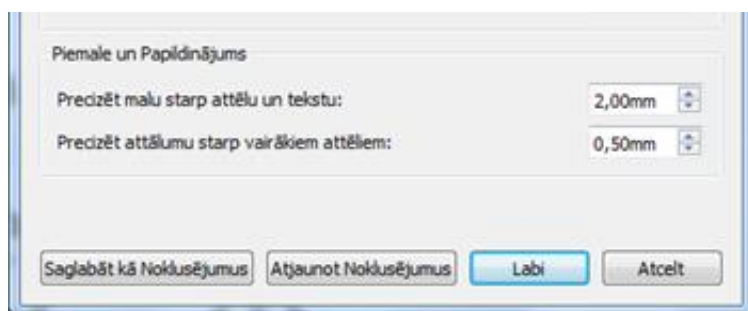 Piemale un Papildinājums
Precizēt malu starp attēlu un tekstu: 2,00mm
Precizēt attālumu starp vairākiem attēliem: 0,50mm
Saglabāt kā Noklusējumus Atjaunot Noklusējumus Labi Atcelt